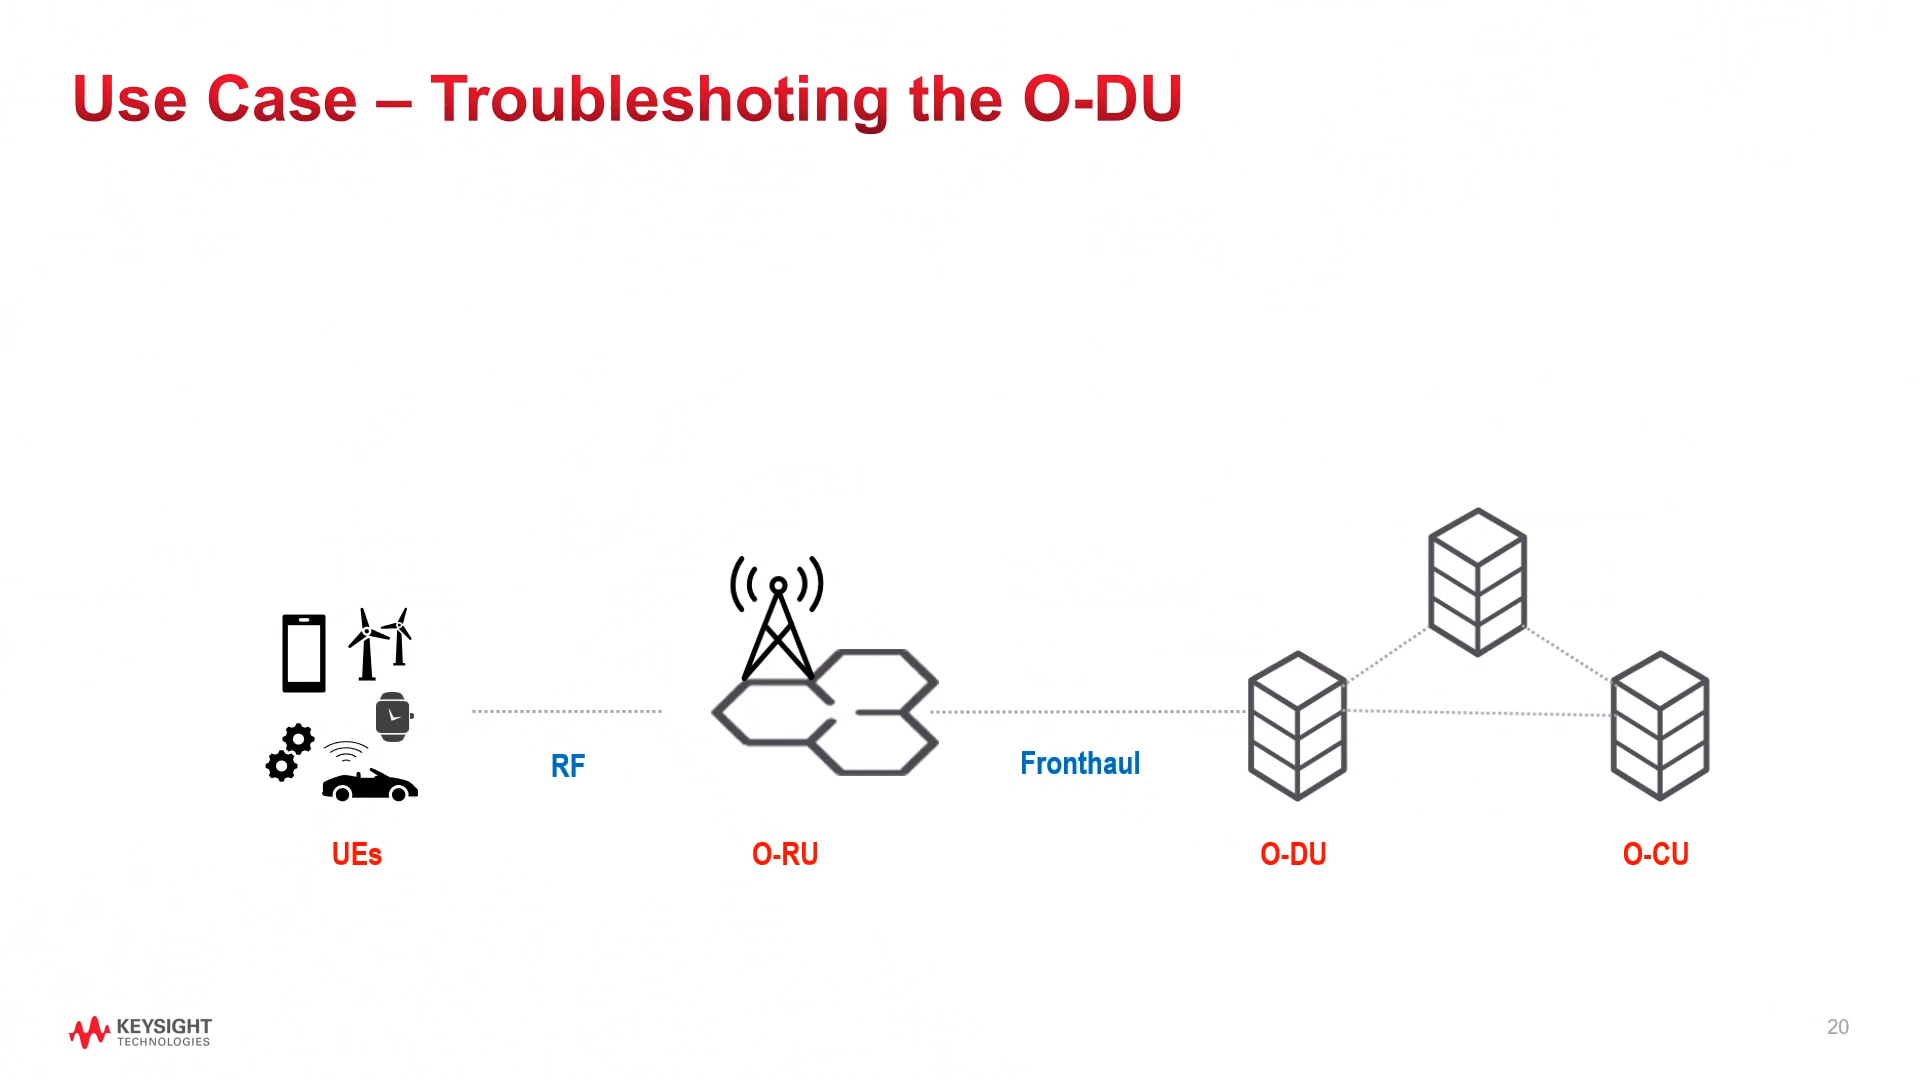 Use Case – Troubleshoting the O-DU
RF
Fronthaul
UEs
O-RU
O-DU
O-CU
KEYSIGHT
TECHNOLOGIES
20